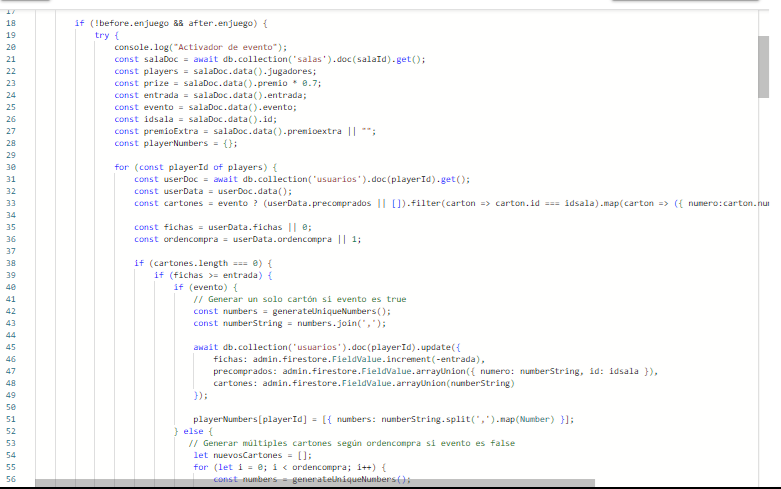 17
18 if (!before.enjuego && after.enjuego) {
19 try {
20 console.log("Activador de evento");
21 const salaDoc = await db.collection('salas').doc(salaId).get();
22 const players = salaDoc.data().jugadores;
23 const prize = salaDoc.data().premio * 0.7;
24 const entrada = salaDoc.data().entrada;
25 const evento = salaDoc.data().evento;
26 const idsala = salaDoc.data().id;
27 const premioExtra = salaDoc.data().premioextra || "";
28 const playerNumbers = {};
29
30 for (const playerId of players) {
31 const userDoc = await db.collection('usuarios').doc(playerId).get();
32 const userData = userDoc.data();
33 const cartones = evento ? (userData.precomprados || []).filter(carton => carton.id === idsala).map(carton => ({ numero:carton.nu
34
35 const fichas = userData.fichas || 0;
36 const ordencompra = userData.ordencompra || 1;
37
38 if (cartones.length === 0) {
39 if (fichas >= entrada) {
40 if (evento) {
41 // Generar un solo cartón si evento es true
42 const numbers = generateUniqueNumbers();
43 const numberString = numbers.join(',');
44
45 await db.collection('usuarios').doc(playerId).update({
46 fichas: admin.firestore.FieldValue.increment(-entrada),
47 precomprados: admin.firestore.FieldValue.arrayUnion({ numero: numberString, id: idsala }),
48 cartones: admin.firestore.FieldValue.arrayUnion(numberString)
49 });
50
51 playerNumbers[playerId] = [{ numbers: numberString.split(',').map(Number) }];
52 } else {
53 // Generar múltiples cartones según ordencompra si evento es false
54 let nuevosCartones = [];
55 for (let i = 0; i < ordencompra; i++) {
56 const numbers = generateUniqueNumbers();